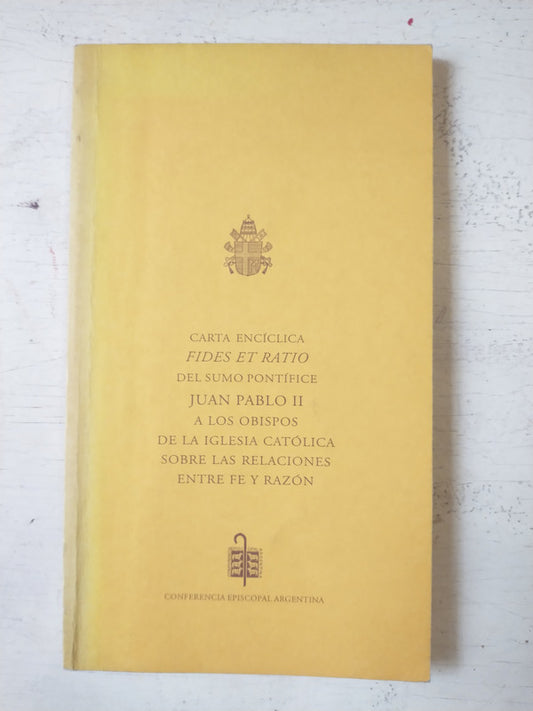 CARTA ENCÍCLICA
FIDES ET RATIO
DEL SUMO PONTÍFICE
JUAN PABLO II
A LOS OBISPOS
DE LA IGLESIA CATÓLICA
SOBRE LAS RELACIONES
ENTRE FE Y RAZÓN
CONFERENCIA EPISCOPAL ARGENTINA